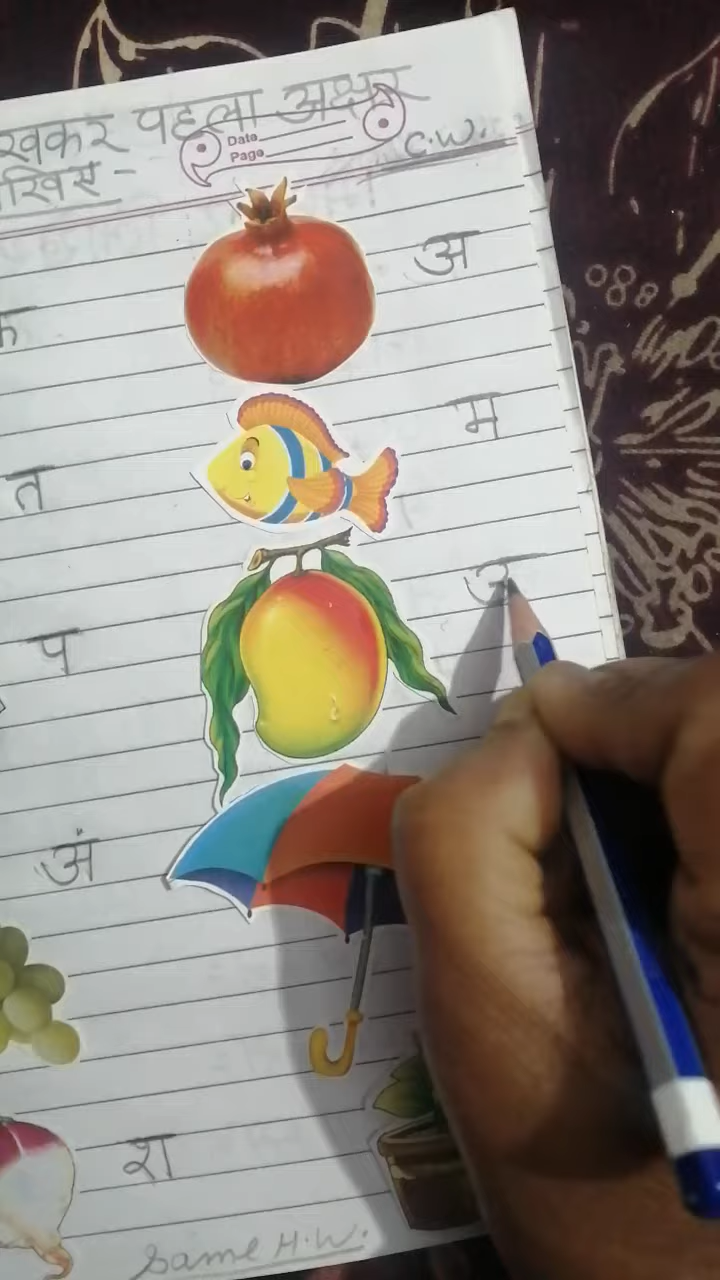 खकर पहला अक्षर
Date
Page
C.W.
खिए -
अ
क
म
त
प
अं
श
Same H.W.